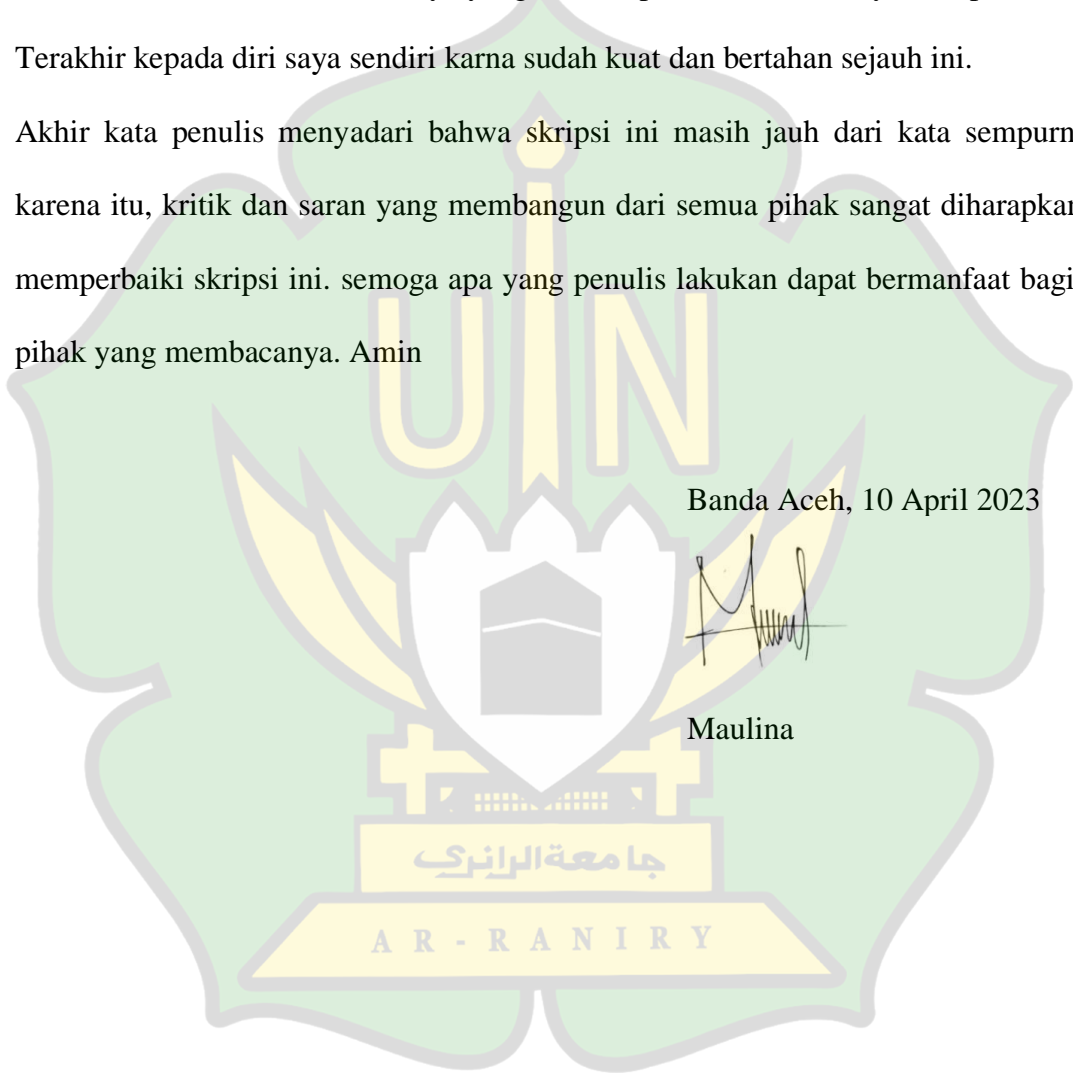 Terakhir kepada diri saya sendiri karna sudah kuat dan bertahan sejauh ini.
Akhir kata penulis menyadari bahwa skripsi ini masih jauh dari kata sempurn
karena itu, kritik dan saran yang membangun dari semua pihak sangat diharapkan
memperbaiki skripsi ini. semoga apa yang penulis lakukan dapat bermanfaat bagi
pihak yang membacanya. Amin
UIN
Banda Aceh, 10 April 2023
Maulina
جامعة الرانري
AR-RANIRY